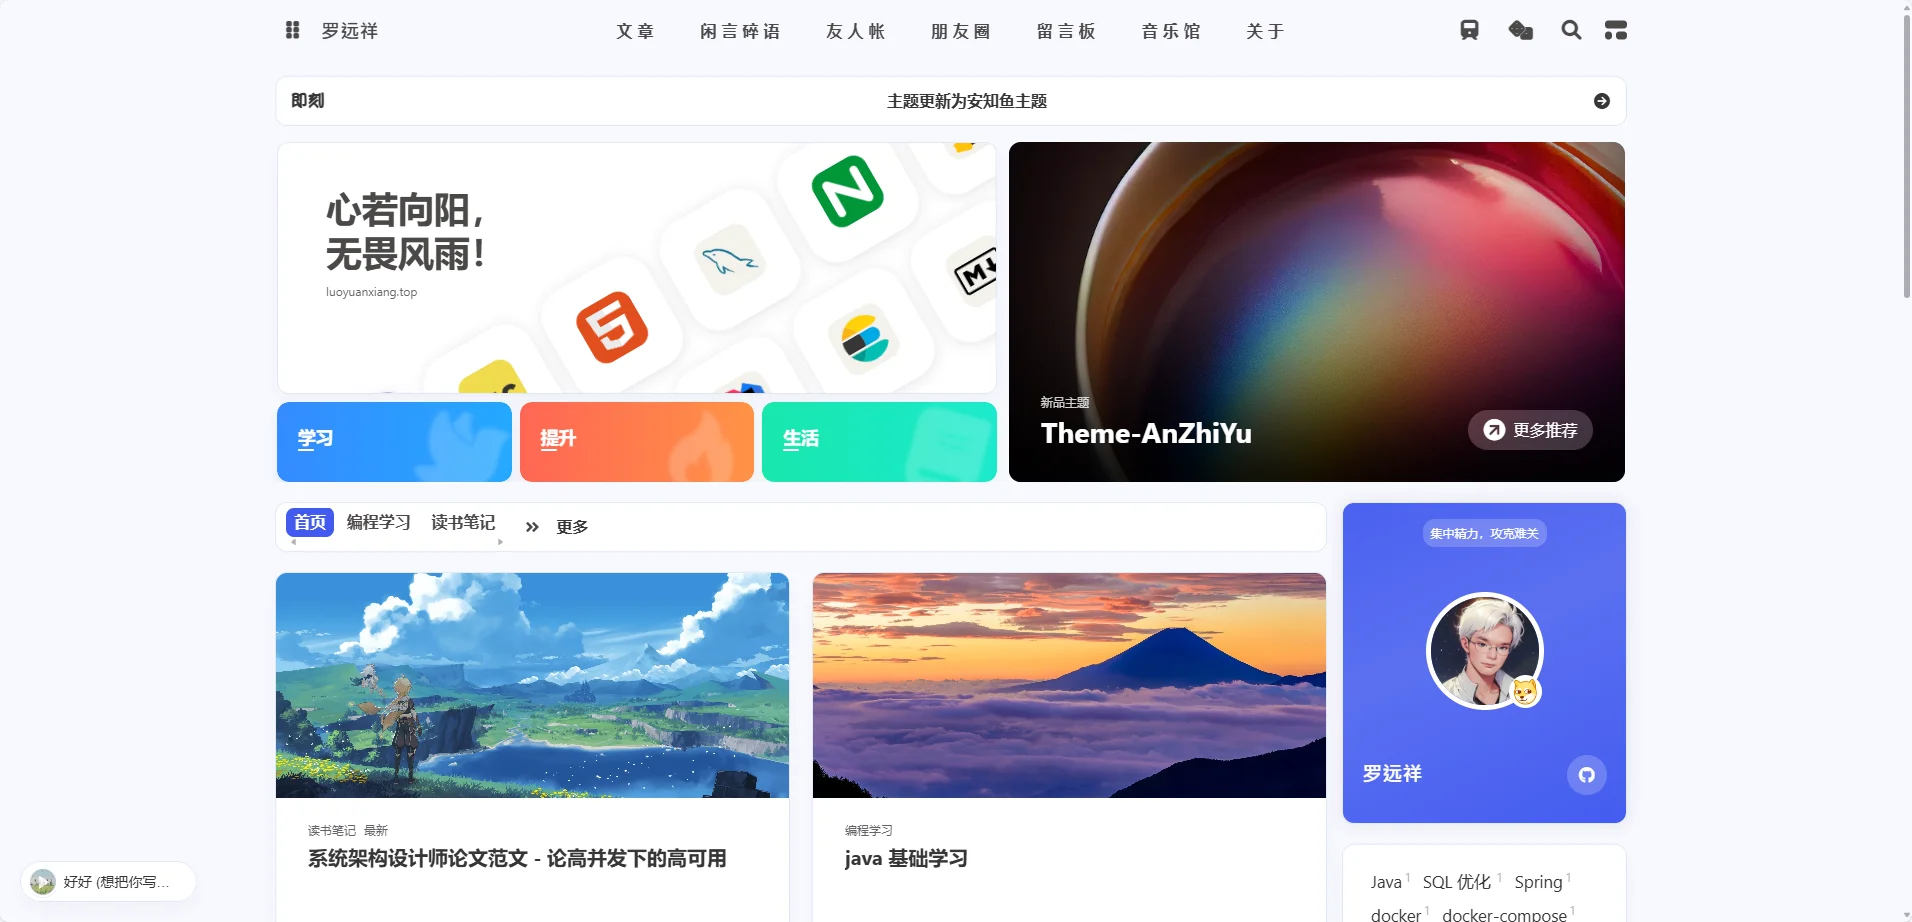 罗远祥
文章 闲言碎语 友人帐 朋友圈 留言板 音乐馆 关于
即刻
主题更新为安知鱼主题
心若向阳，
无畏风雨！
luoyuanxiang.top
学习
提升
生活
新品主题
Theme-AnZhiYu
更多推荐
首页 编程学习 读书笔记 更多
集中精力，攻克难关
罗远祥
读书笔记 最新
系统架构设计师论文范文 - 论高并发下的高可用
编程学习
java 基础学习
Java 1 SQL 优化 1 Spring 1
docker 1 docker-compose 1
好好 (想把你写...